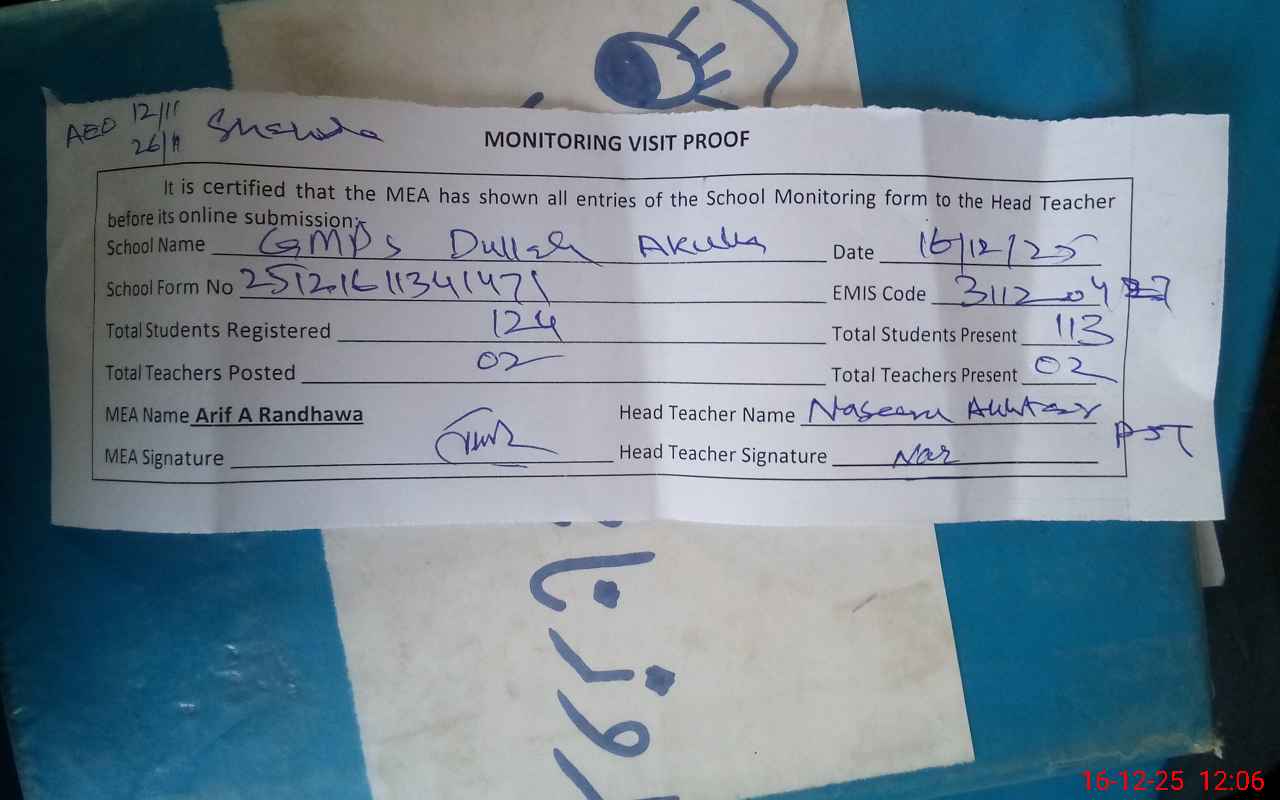 AEO 12/11
26/11
MONITORING VISIT PROOF
It is certified that the MEA has shown all entries of the School Monitoring form to the Head Teacher
before its online submission:
School Name GMPS Dullah Akuka Date 16/12/25
School Form No 25121611341471 EMIS Code 3112204
Total Students Registered 124 Total Students Present 113
Total Teachers Posted 02 Total Teachers Present 02
MEA Name Arif A Randhawa Head Teacher Name Naseem Akhtar
PST
MEA Signature Head Teacher Signature Naz
16-12-25 12:06